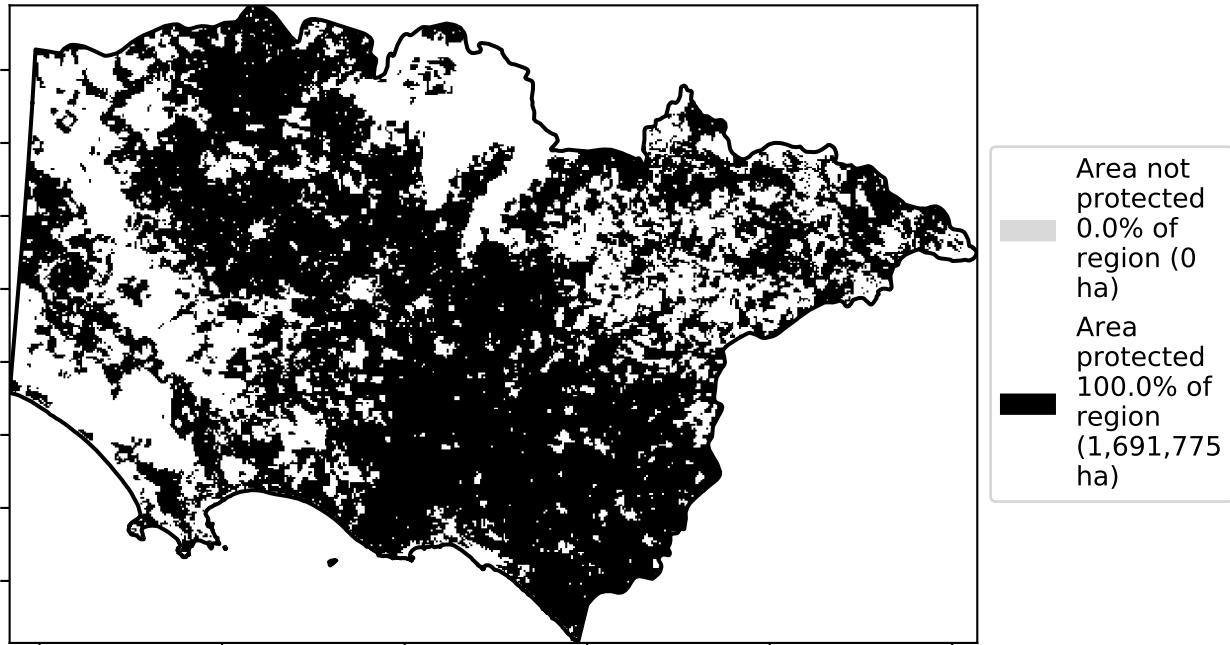 Area not
protected
0.0% of
region (0
ha)
Area
protected
100.0% of
region
(1,691,775
ha)